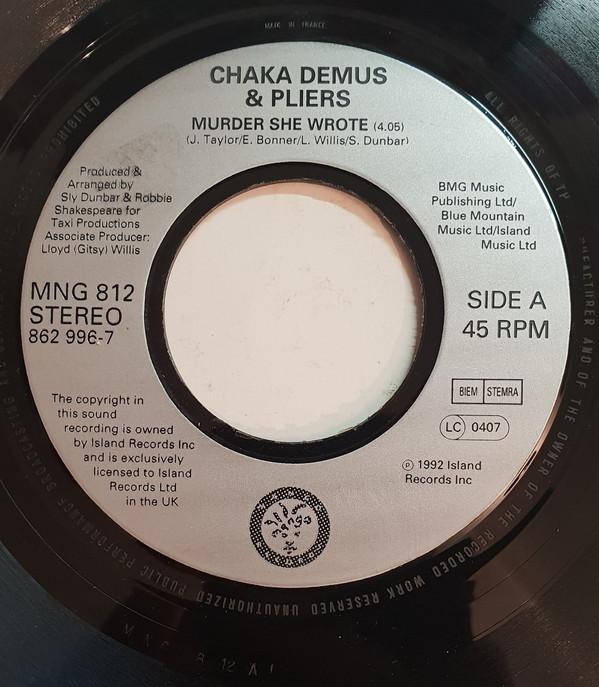 MADE IN FRANCE
CHAKA DEMUS
& PLIERS
MURDER SHE WROTE (4.05)
(J. Taylor/E. Bonner/L. Willis/S. Dunbar)
Produced &
Arranged by
Sly Dunbar & Robbie
Shakespeare for
Taxi Productions
Associate Producer:
Lloyd (Gitsy) Willis
BMG Music
Publishing Ltd/
Blue Mountain
Music Ltd/Island
Music Ltd
MNG 812
STEREO
862 996-7
SIDE A
45 RPM
BIEM STEMRA
LC 0407
The copyright in
this sound
recording is owned
by Island Records Inc
and is exclusively
licensed to Island
Records Ltd
in the UK
℗ 1992 Island
Records Inc
ALL RIGHTS OF THE MANUFACTURER AND OF THE OWNER OF THE RECORDED WORK RESERVED UNAUTHORIZED PUBLIC PERFORMANCE BROADCASTING PROHIBITED
MNG 812 A1